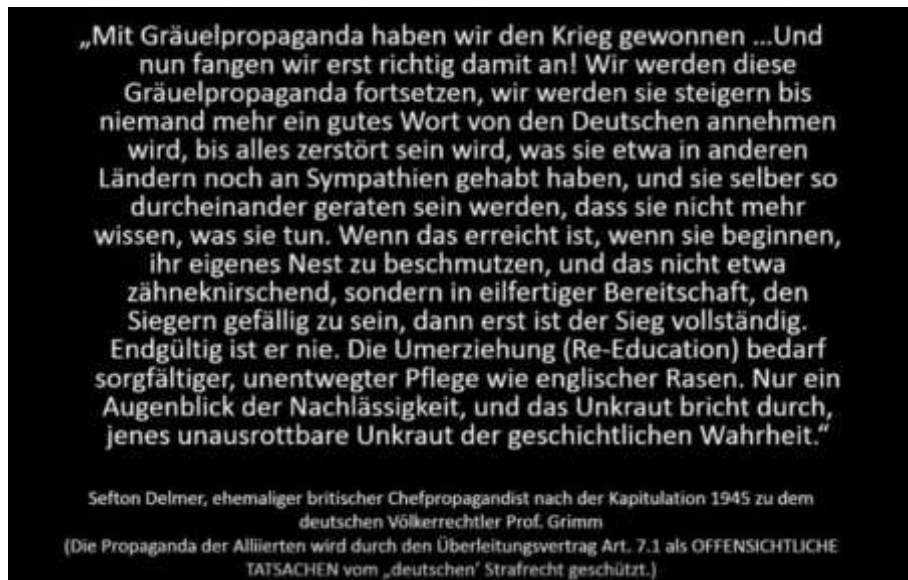 „Mit Gräuelpropaganda haben wir den Krieg gewonnen ...Und
nun fangen wir erst richtig damit an! Wir werden diese
Gräuelpropaganda fortsetzen, wir werden sie steigern bis
niemand mehr ein gutes Wort von den Deutschen annehmen
wird, bis alles zerstört sein wird, was sie etwa in anderen
Ländern noch an Sympathien gehabt haben, und sie selber so
durcheinander geraten sein werden, dass sie nicht mehr
wissen, was sie tun. Wenn das erreicht ist, wenn sie beginnen,
ihr eigenes Nest zu beschmutzen, und das nicht etwa
zähneknirschend, sondern in eilfertiger Bereitschaft, den
Siegern gefällig zu sein, dann erst ist der Sieg vollständig.
Endgültig ist er nie. Die Umerziehung (Re-Education) bedarf
sorgfältiger, unentwegter Pflege wie englischer Rasen. Nur ein
Augenblick der Nachlässigkeit, und das Unkraut bricht durch,
jenes unausrottbare Unkraut der geschichtlichen Wahrheit.“
Sefton Delmer, ehemaliger britischer Chefpropagandist nach der Kapitulation 1945 zu dem
deutschen Völkerrechtler Prof. Grimm
(Die Propaganda der Alliierten wird durch den Überleitungsvertrag Art. 7.1 als OFFENSICHTLICHE
TATSACHEN vom „deutschen' Strafrecht geschützt.)